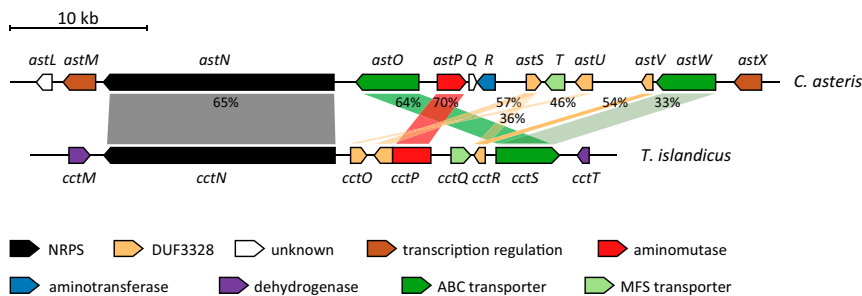 10 kb
astL astM astN astO astP Q R astS T astU astV astW astX
C. asteris
65% 64% 70% 57% 46% 54% 33%
36%
T. islandicus
cctM cctN cctO cctP cctQ cctR cctS cctT
NRPS DUF3328 unknown transcription regulation aminomutase
aminotransferase dehydrogenase ABC transporter MFS transporter